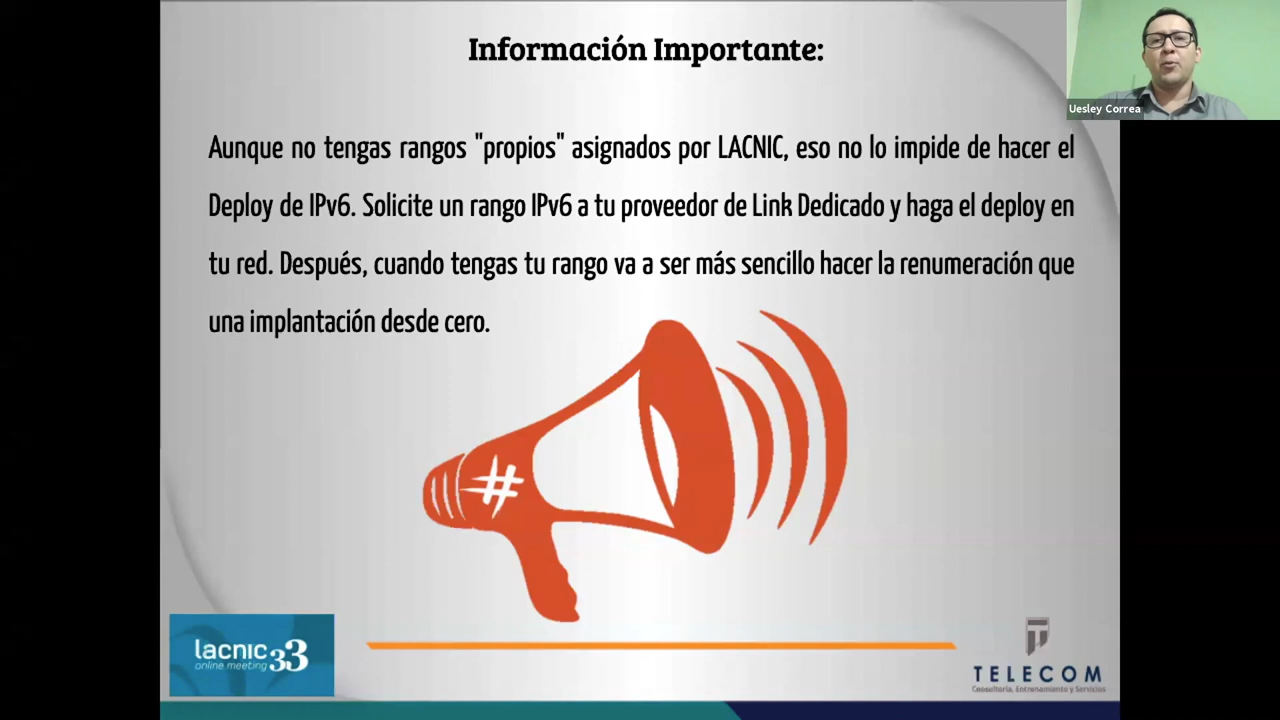 Información Importante:
Uesley Correa
Aunque no tengas rangos "propios" asignados por LACNIC, eso no lo impide de hacer el
Deploy de IPv6. Solicite un rango IPv6 a tu proveedor de Link Dedicado y haga el deploy en
tu red. Después, cuando tengas tu rango va a ser más sencillo hacer la renumeración que
una implantación desde cero.
#
lacnic 33
online meeting
TELECOM
Consultoría, Entrenamiento y Servicios